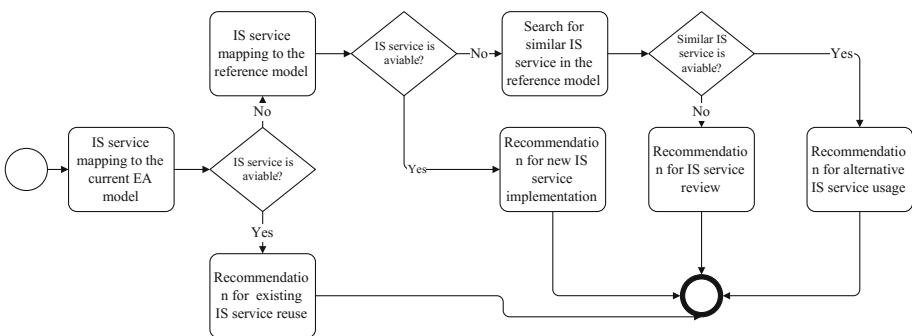 IS service
mapping to the
reference model
IS service is
aviable?
No
Search for
similar IS
service in the
reference model
Similar IS
service is
aviable?
Yes
No
No
IS service
mapping to the
current EA
model
IS service is
aviable?
Yes
Recommendatio
n for new IS
service
implementation
Recommendation
for IS service
review
Recommendatio
n for alternative
IS service usage
Yes
Recommendatio
n for existing
IS service reuse